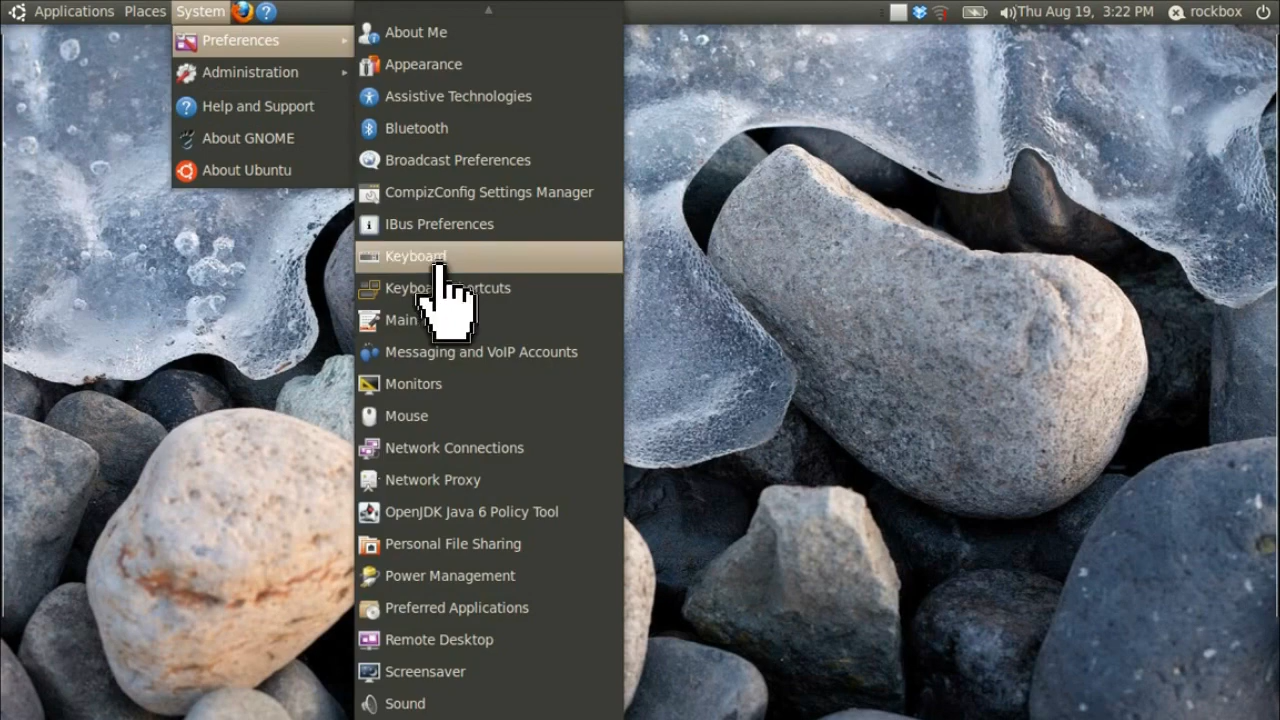 Applications Places System Thu Aug 19, 3:22 PM rockbox
Preferences
Administration
Help and Support
About GNOME
About Ubuntu
About Me
Appearance
Assistive Technologies
Bluetooth
Broadcast Preferences
CompizConfig Settings Manager
IBus Preferences
Keyboard
Keyboa rtcuts
Main
Messaging and VoIP Accounts
Monitors
Mouse
Network Connections
Network Proxy
OpenJDK Java 6 Policy Tool
Personal File Sharing
Power Management
Preferred Applications
Remote Desktop
Screensaver
Sound